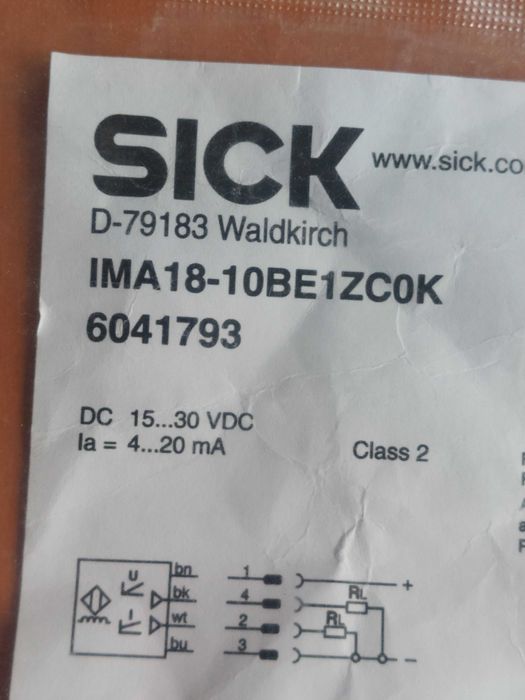 SICK
www.sick.co
D-79183 Waldkirch
IMA18-10BE1ZC0K
6041793
DC 15...30 VDC
Ia = 4...20 mA
Class 2
bn 1 +
U bk 4 RL
I wt 2 RL
bu 3 -